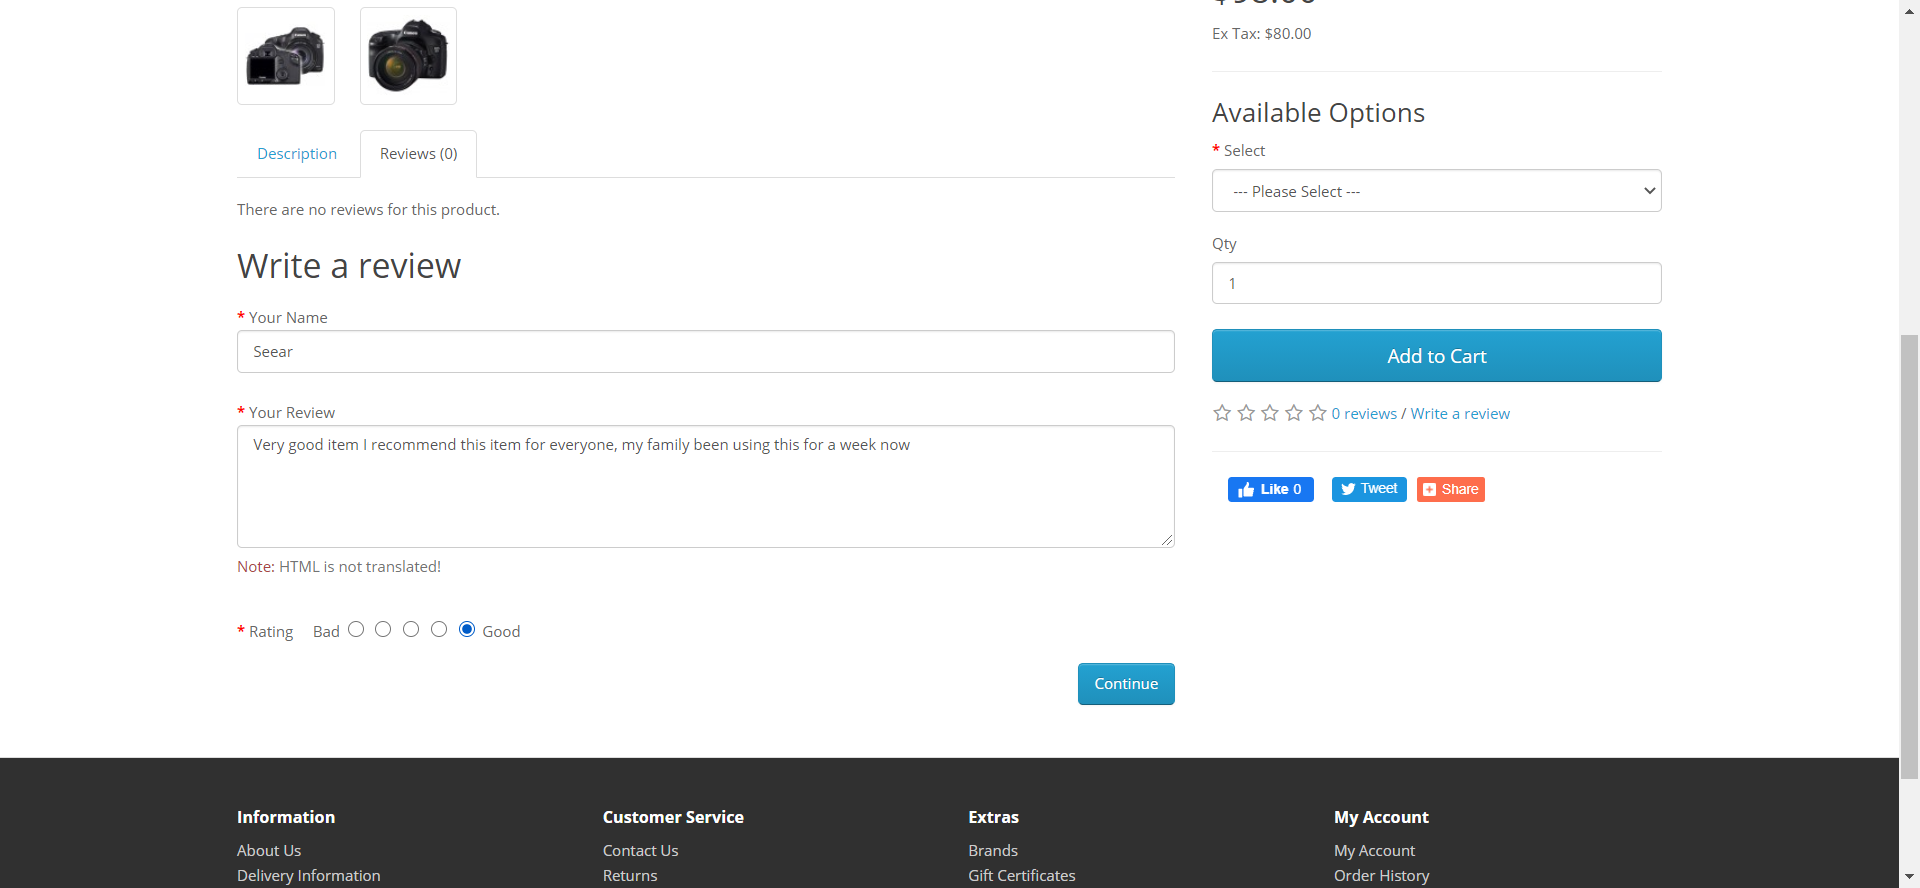 Ex Tax: $80.00
Available Options
* Select
--- Please Select ---
Qty
1
Add to Cart
0 reviews / Write a review
Like 0
Tweet
Share
Description
Reviews (0)
There are no reviews for this product.
Write a review
* Your Name
Seear
* Your Review
Very good item I recommend this item for everyone, my family been using this for a week now
Note: HTML is not translated!
* Rating Bad Good
Continue
Information
About Us
Delivery Information
Customer Service
Contact Us
Returns
Extras
Brands
Gift Certificates
My Account
My Account
Order History